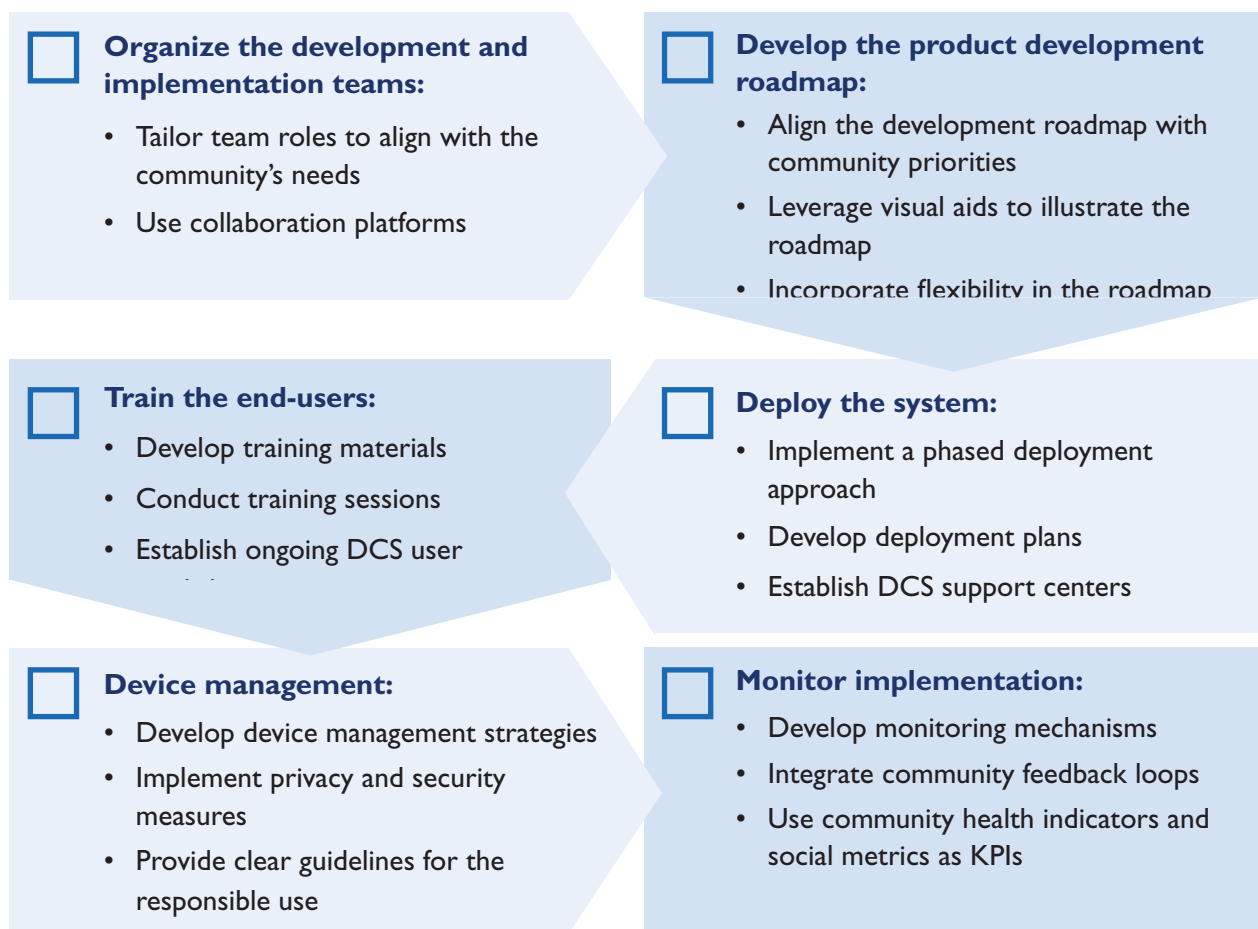 Organize the development and
implementation teams:
• Tailor team roles to align with the
community’s needs
• Use collaboration platforms
Develop the product development
roadmap:
• Align the development roadmap with
community priorities
• Leverage visual aids to illustrate the
roadmap
• Incorporate flexibility in the roadmap
Deploy the system:
• Implement a phased deployment
approach
• Develop deployment plans
• Establish DCS support centers
Train the end-users:
• Develop training materials
• Conduct training sessions
• Establish ongoing DCS user
Device management:
• Develop device management strategies
• Implement privacy and security
measures
• Provide clear guidelines for the
responsible use
Monitor implementation:
• Develop monitoring mechanisms
• Integrate community feedback loops
• Use community health indicators and
social metrics as KPIs